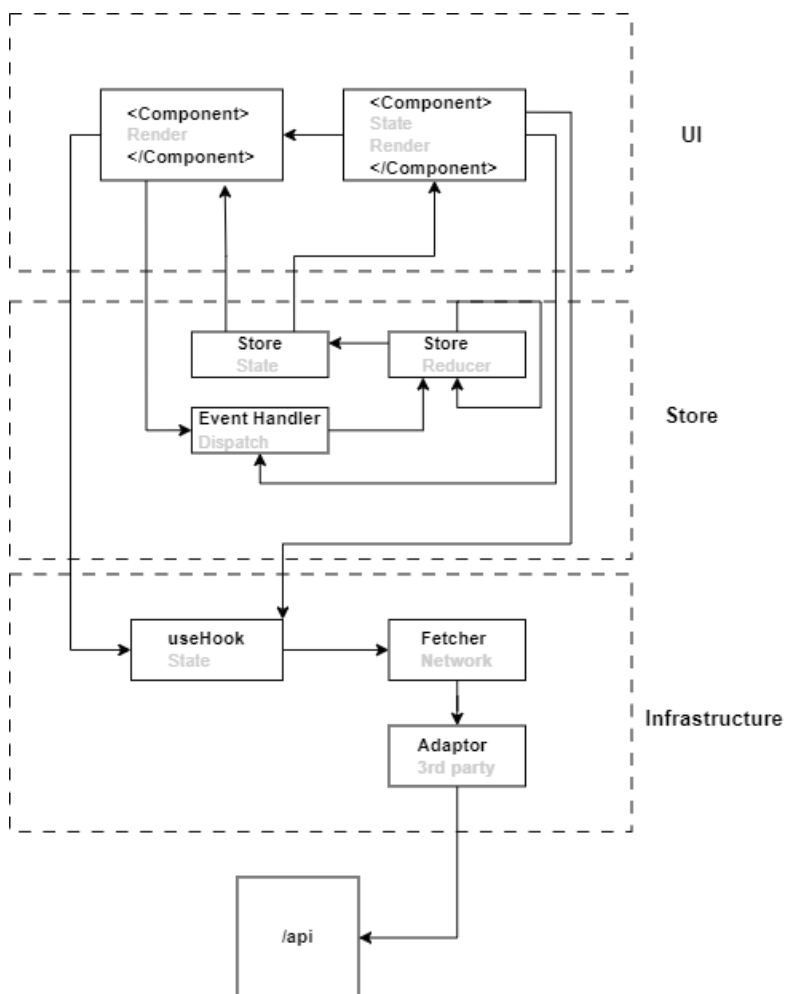 <Component>
Render
</Component>
<Component>
State
Render
</Component>
UI
Store
State
Store
Reducer
Event Handler
Dispatch
Store
useHook
State
Fetcher
Network
Adaptor
3rd party
Infrastructure
/api